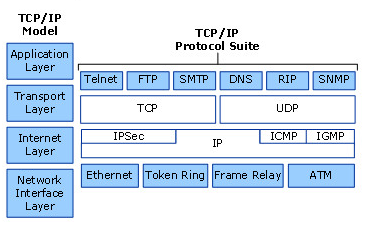 TCP/IP
Model
TCP/IP
Protocol Suite
Application
Layer
Telnet FTP SMTP DNS RIP SNMP
Transport
Layer
TCP UDP
Internet
Layer
IPSec IP ICMP IGMP
Network
Interface
Layer
Ethernet Token Ring Frame Relay ATM